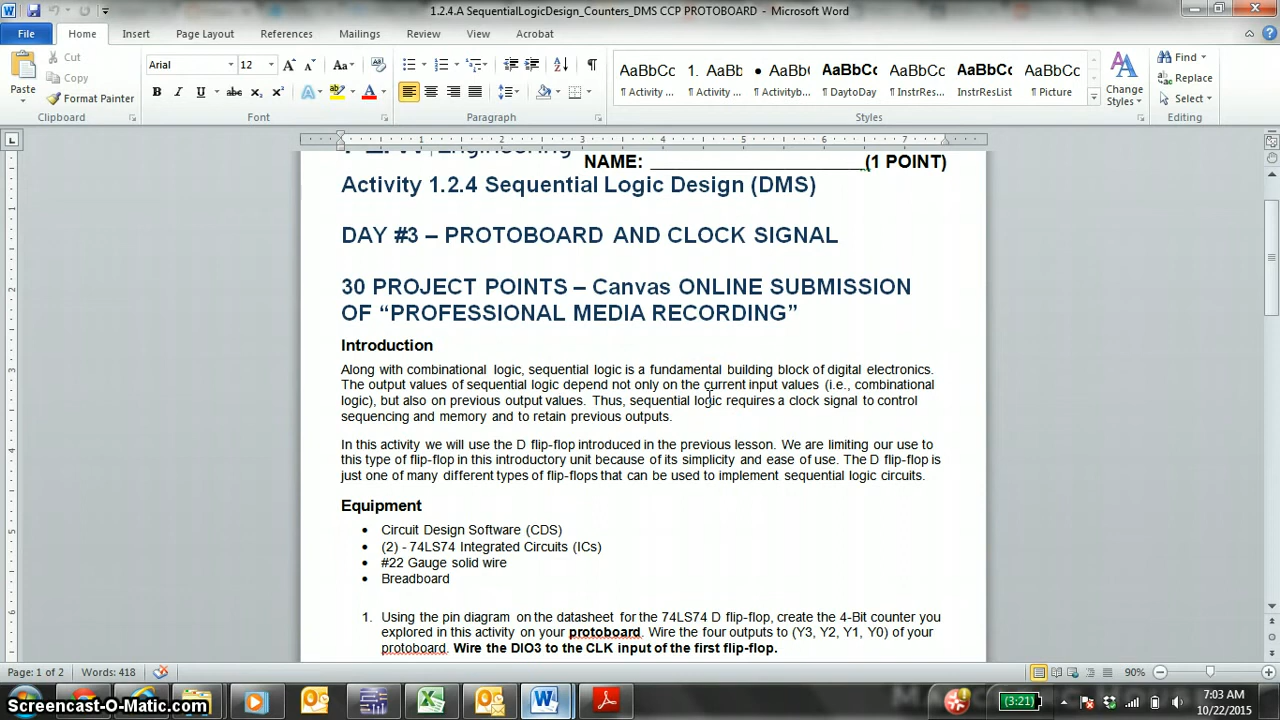 1.2.4.A SequentialLogicDesign_Counters_DMS CCP PROTOBOARD - Microsoft Word
File Home Insert Page Layout References Mailings Review View Acrobat
Paste
Cut
Copy
Format Painter
Clipboard
Arial 12
Font
Paragraph
AaBbCc 1. AaBb • AaBb AaBbCc AaBbCc AaBbCc AaBbCc
¶ Activity ... ¶ Activity ... ¶ Activityb... ¶ DaytoDay ¶ InstrRes... InstrResList ¶ Picture
Change Styles
Styles
Find
Replace
Select
Editing
Engineering
NAME: ______________________(1 POINT)
Activity 1.2.4 Sequential Logic Design (DMS)
DAY #3 – PROTOBOARD AND CLOCK SIGNAL
30 PROJECT POINTS – Canvas ONLINE SUBMISSION
OF “PROFESSIONAL MEDIA RECORDING”
Introduction
Along with combinational logic, sequential logic is a fundamental building block of digital electronics.
The output values of sequential logic depend not only on the current input values (i.e., combinational
logic), but also on previous output values. Thus, sequential logic requires a clock signal to control
sequencing and memory and to retain previous outputs.
In this activity we will use the D flip-flop introduced in the previous lesson. We are limiting our use to
this type of flip-flop in this introductory unit because of its simplicity and ease of use. The D flip-flop is
just one of many different types of flip-flops that can be used to implement sequential logic circuits.
Equipment
• Circuit Design Software (CDS)
• (2) - 74LS74 Integrated Circuits (ICs)
• #22 Gauge solid wire
• Breadboard
1. Using the pin diagram on the datasheet for the 74LS74 D flip-flop, create the 4-Bit counter you
explored in this activity on your protoboard. Wire the four outputs to (Y3, Y2, Y1, Y0) of your
protoboard. Wire the DIO3 to the CLK input of the first flip-flop.
Page: 1 of 2 Words: 418 90%
Screencast-O-Matic.com
(3:21)
7:03 AM
10/22/2015